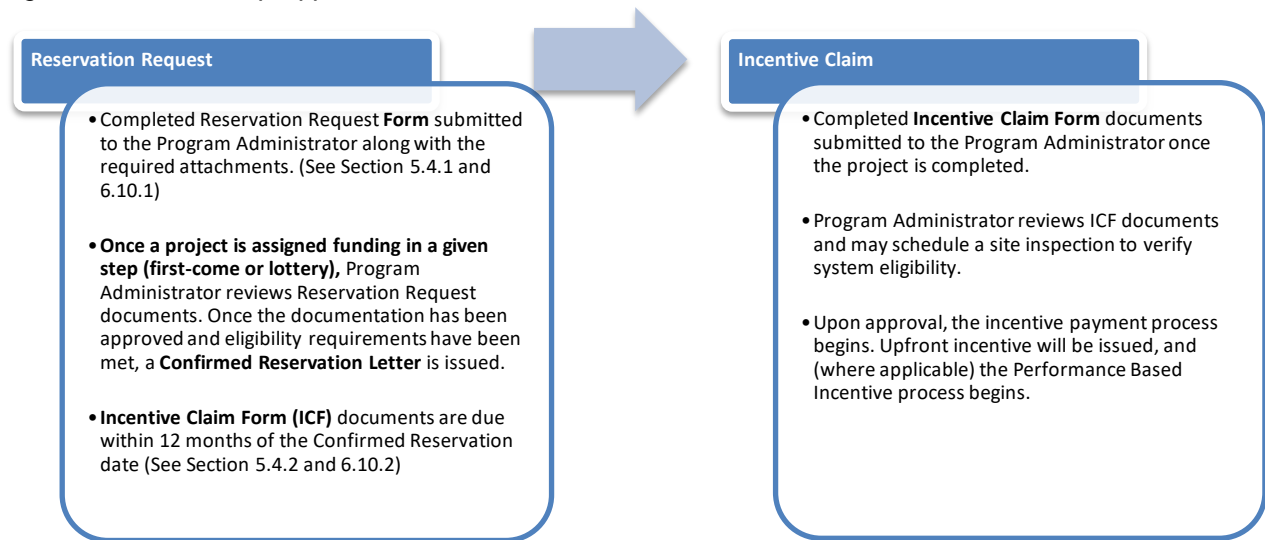 Reservation Request
• Completed Reservation Request Form submitted
to the Program Administrator along with the
required attachments. (See Section 5.4.1 and
6.10.1)
• Once a project is assigned funding in a given
step (first-come or lottery), Program
Administrator reviews Reservation Request
documents. Once the documentation has been
approved and eligibility requirements have been
met, a Confirmed Reservation Letter is issued.
• Incentive Claim Form (ICF) documents are due
within 12 months of the Confirmed Reservation
date (See Section 5.4.2 and 6.10.2)
Incentive Claim
• Completed Incentive Claim Form documents
submitted to the Program Administrator once
the project is completed.
• Program Administrator reviews ICF documents
and may schedule a site inspection to verify
system eligibility.
• Upon approval, the incentive payment process
begins. Upfront incentive will be issued, and
(where applicable) the Performance Based
Incentive process begins.